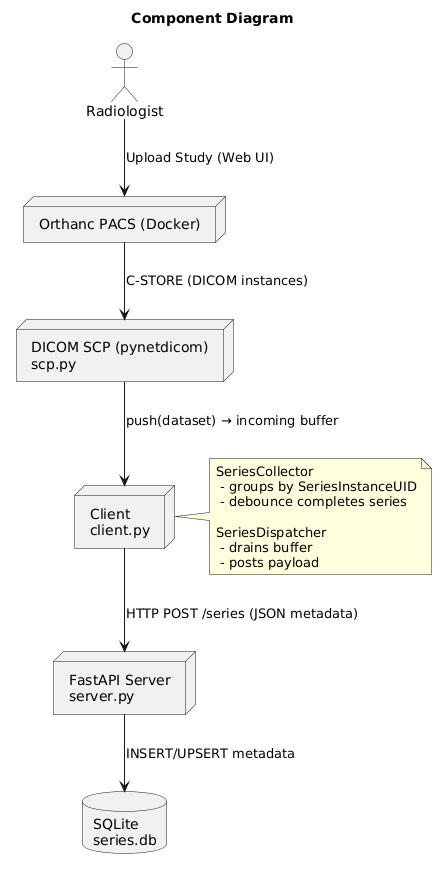 Component Diagram
Radiologist
Upload Study (Web UI)
Orthanc PACS (Docker)
C-STORE (DICOM instances)
DICOM SCP (pynetdicom)
scp.py
push(dataset) → incoming buffer
Client
client.py
SeriesCollector
- groups by SeriesInstanceUID
- debounce completes series
SeriesDispatcher
- drains buffer
- posts payload
HTTP POST /series (JSON metadata)
FastAPI Server
server.py
INSERT/UPSERT metadata
SQLite
series.db